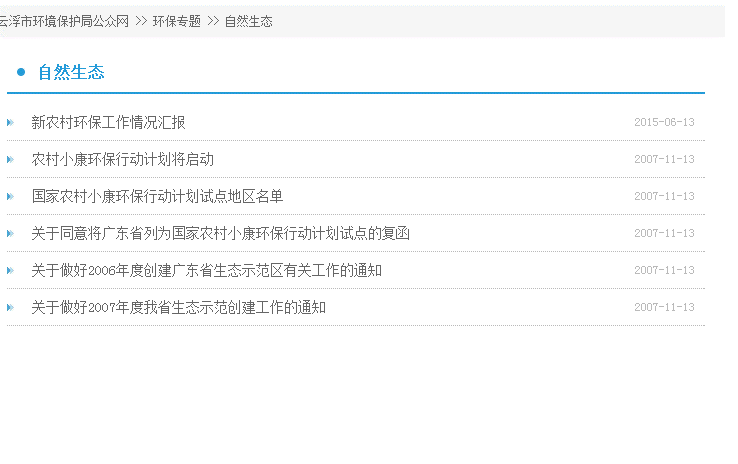 云浮市环境保护局公众网 >> 环保专题 >> 自然生态
自然生态
新农村环保工作情况汇报 2015-06-13
农村小康环保行动计划将启动 2007-11-13
国家农村小康环保行动计划试点地区名单 2007-11-13
关于同意将广东省列为国家农村小康环保行动计划试点的复函 2007-11-13
关于做好2006年度创建广东省生态示范区有关工作的通知 2007-11-13
关于做好2007年度我省生态示范创建工作的通知 2007-11-13